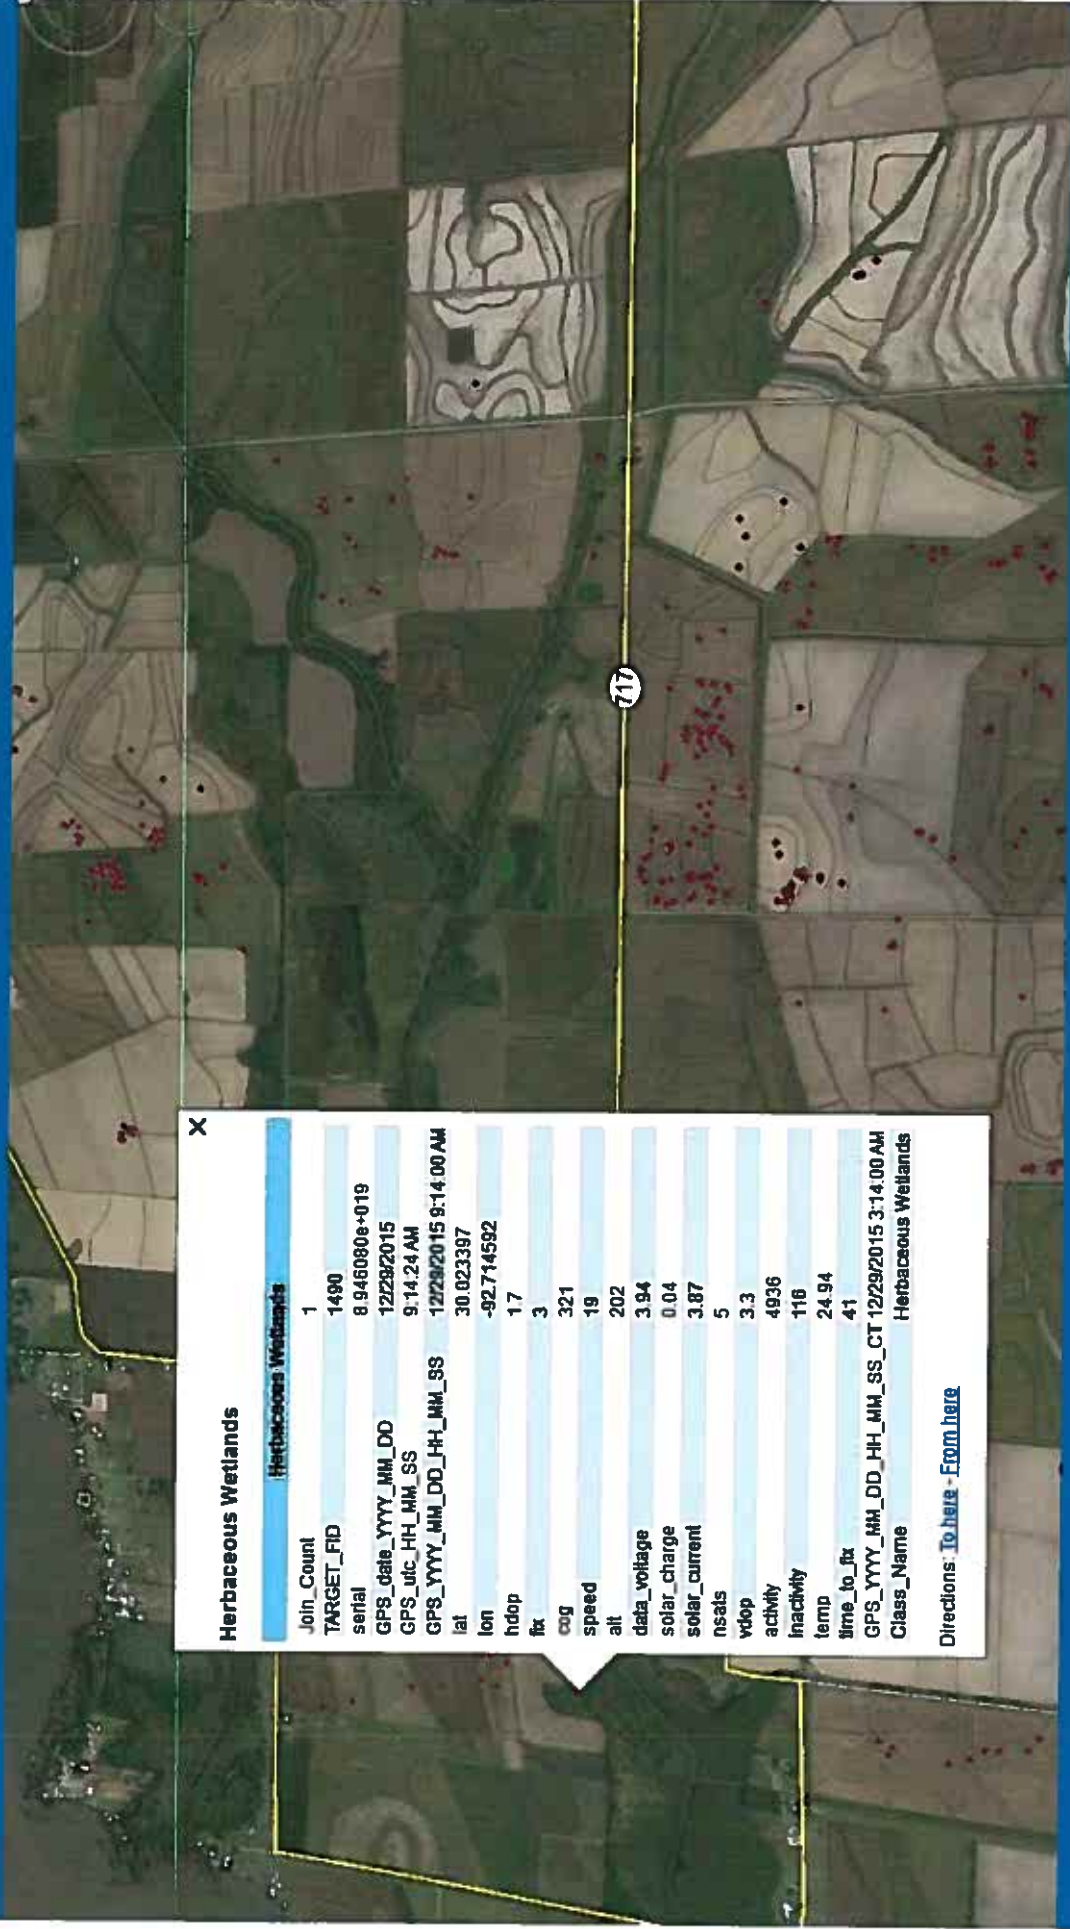 Herbaceous Wetlands
X
Herbaceous Wetlands
Join_Count 1
TARGET_FID 1490
serial 8.946080e+019
GPS_date_YYYY_MM_DD 12/29/2015
GPS_utc_HH_MM_SS 9:14:24 AM
GPS_YYYY_MM_DD_HH_MM_SS 12/29/2015 9:14:00 AM
lat 30.023397
lon -92.714592
hdop 1.7
fix 3
cog 321
speed 19
alt 202
data_voltage 3.94
solar_charge 0.04
solar_current 3.87
nsats 5
vdop 3.3
activity 4936
inactivity 116
temp 24.94
time_to_fix 41
GPS_YYY_MM_DD_HH_MM_SS_CT 12/29/2015 3:14:00 AM
Class_Name Herbaceous Wetlands
Directions: To here - From here
717